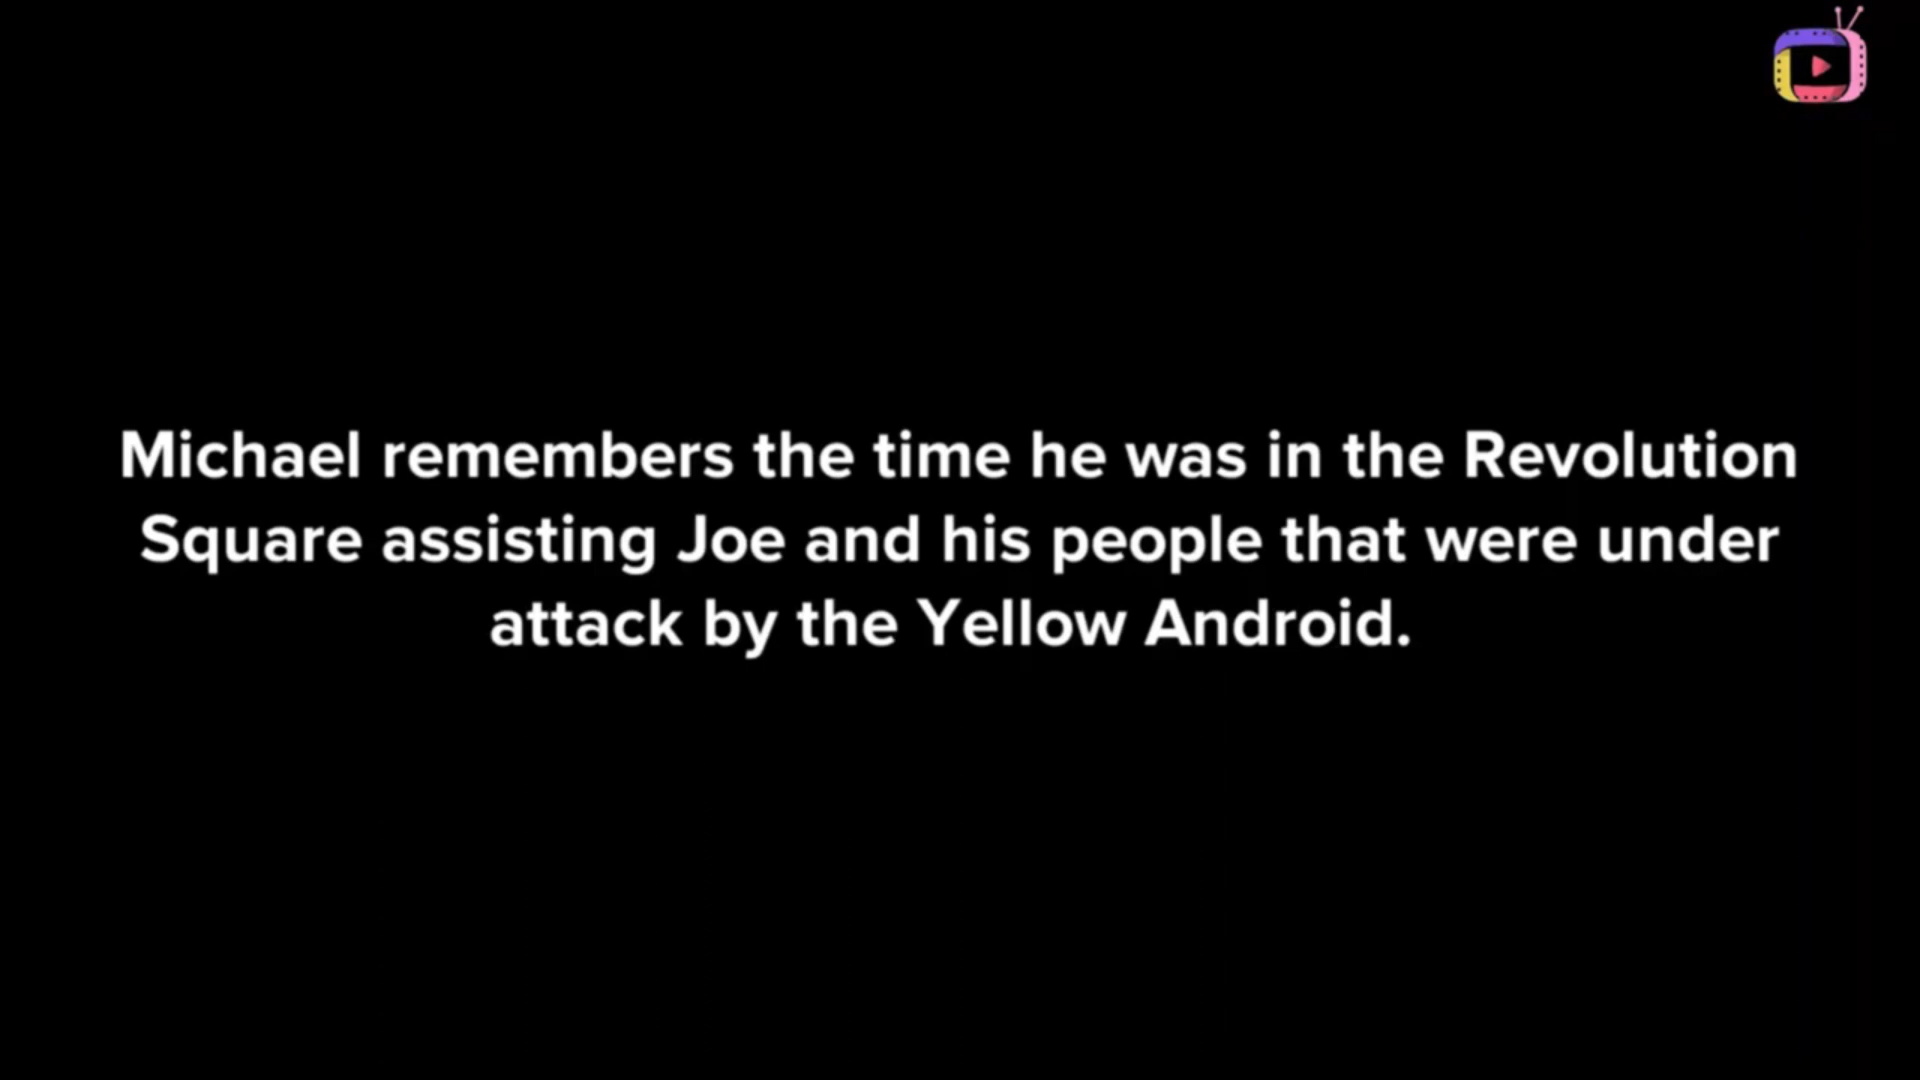 Michael remembers the time he was in the Revolution
Square assisting Joe and his people that were under
attack by the Yellow Android.